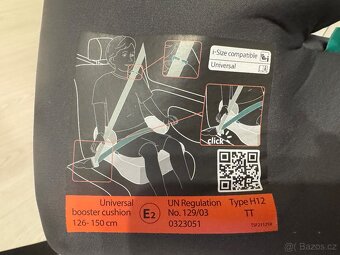 i-Size compatible
Universal
click
Universal
booster cushion
126-150 cm
E2
UN Regulation
No. 129/03
0323051
Type H12
TT
Bazoš.cz